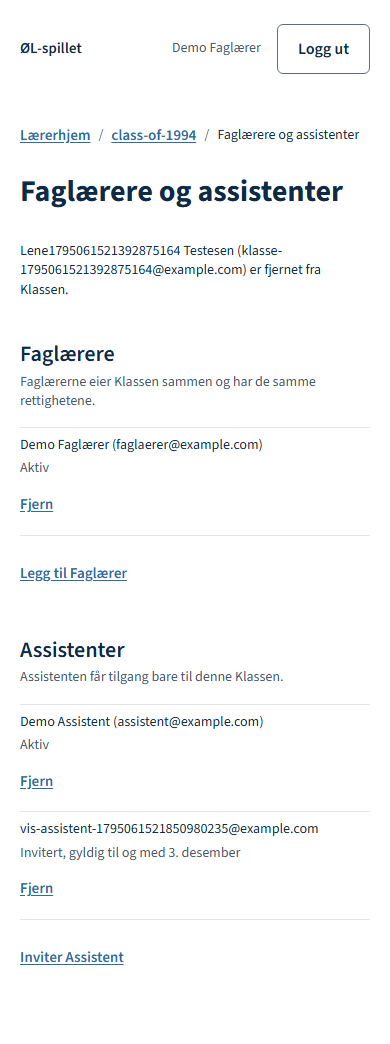 ØL-spillet
Demo Faglærer
Logg ut
Lærerhjem / class-of-1994 / Faglærere og assistenter
Faglærere og assistenter
Lene1795061521392875164 Testesen (klasse-
1795061521392875164@example.com) er fjernet fra
Klassen.
Faglærere
Faglærerne eier Klassen sammen og har de samme
rettighetene.
Demo Faglærer (faglaerer@example.com)
Aktiv
Fjern
Legg til Faglærer
Assistenter
Assistenten får tilgang bare til denne Klassen.
Demo Assistent (assistent@example.com)
Aktiv
Fjern
vis-assistent-1795061521850980235@example.com
Invitert, gyldig til og med 3. desember
Fjern
Inviter Assistent